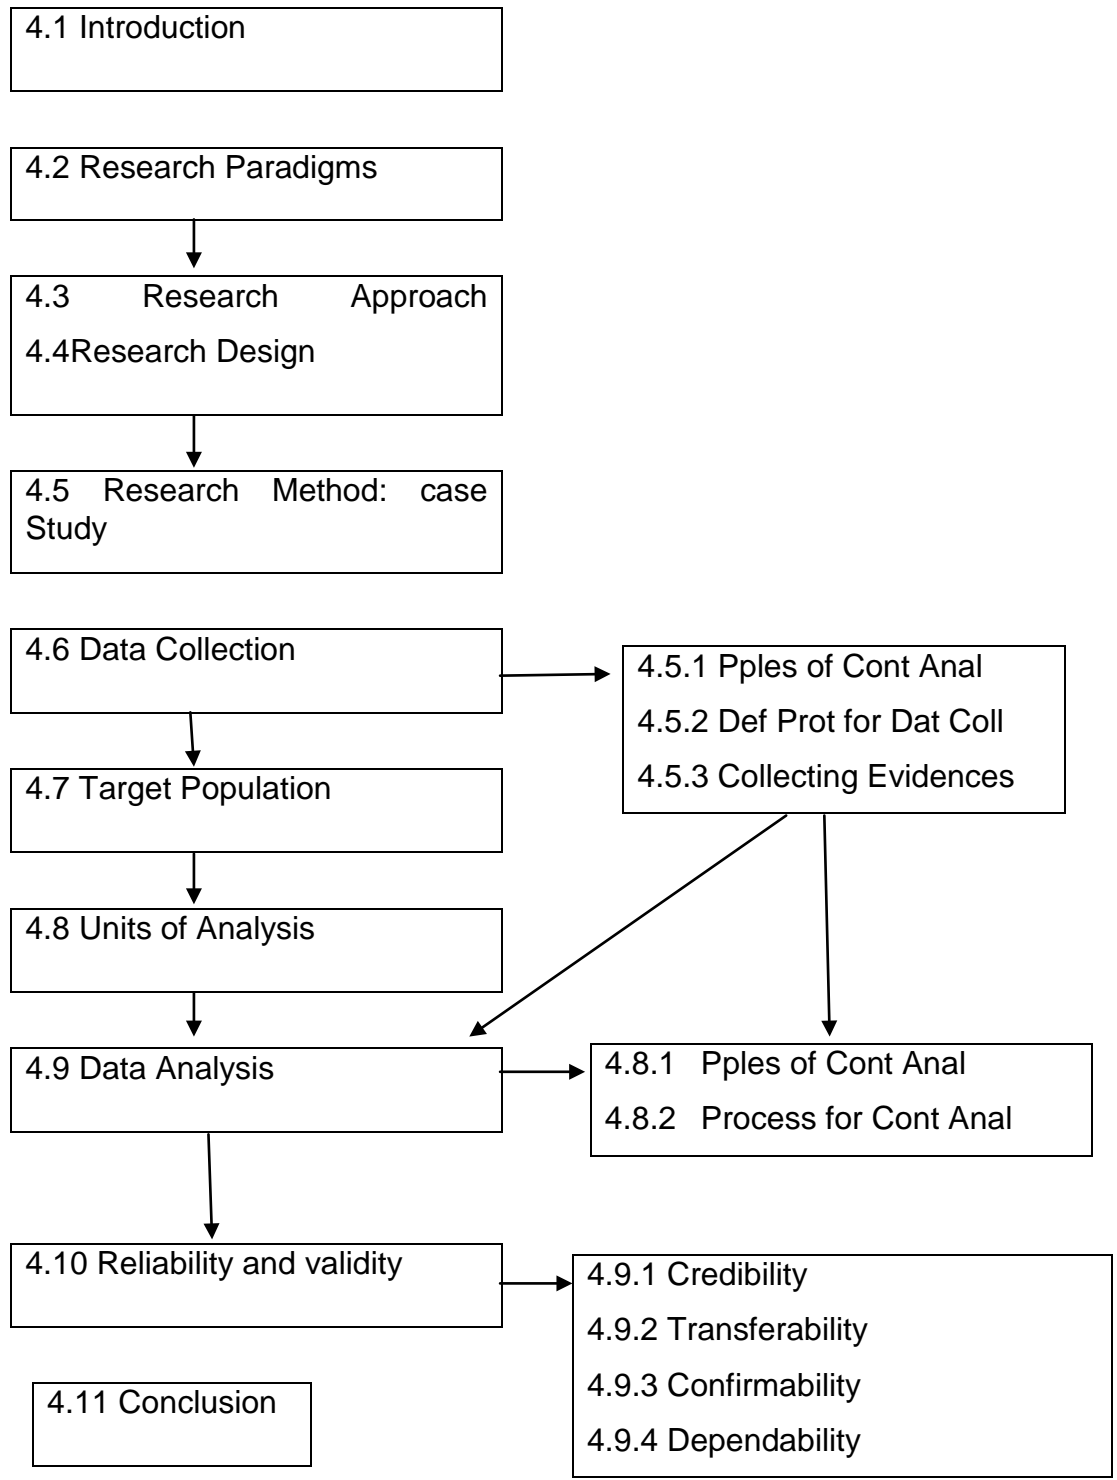 4.1 Introduction
4.2 Research Paradigms
4.3 Research Approach
4.4Research Design
4.5 Research Method: case
Study
4.6 Data Collection
4.5.1 Pples of Cont Anal
4.5.2 Def Prot for Dat Coll
4.5.3 Collecting Evidences
4.7 Target Population
4.8 Units of Analysis
4.9 Data Analysis
4.8.1 Pples of Cont Anal
4.8.2 Process for Cont Anal
4.10 Reliability and validity
4.9.1 Credibility
4.9.2 Transferability
4.9.3 Confirmability
4.9.4 Dependability
4.11 Conclusion